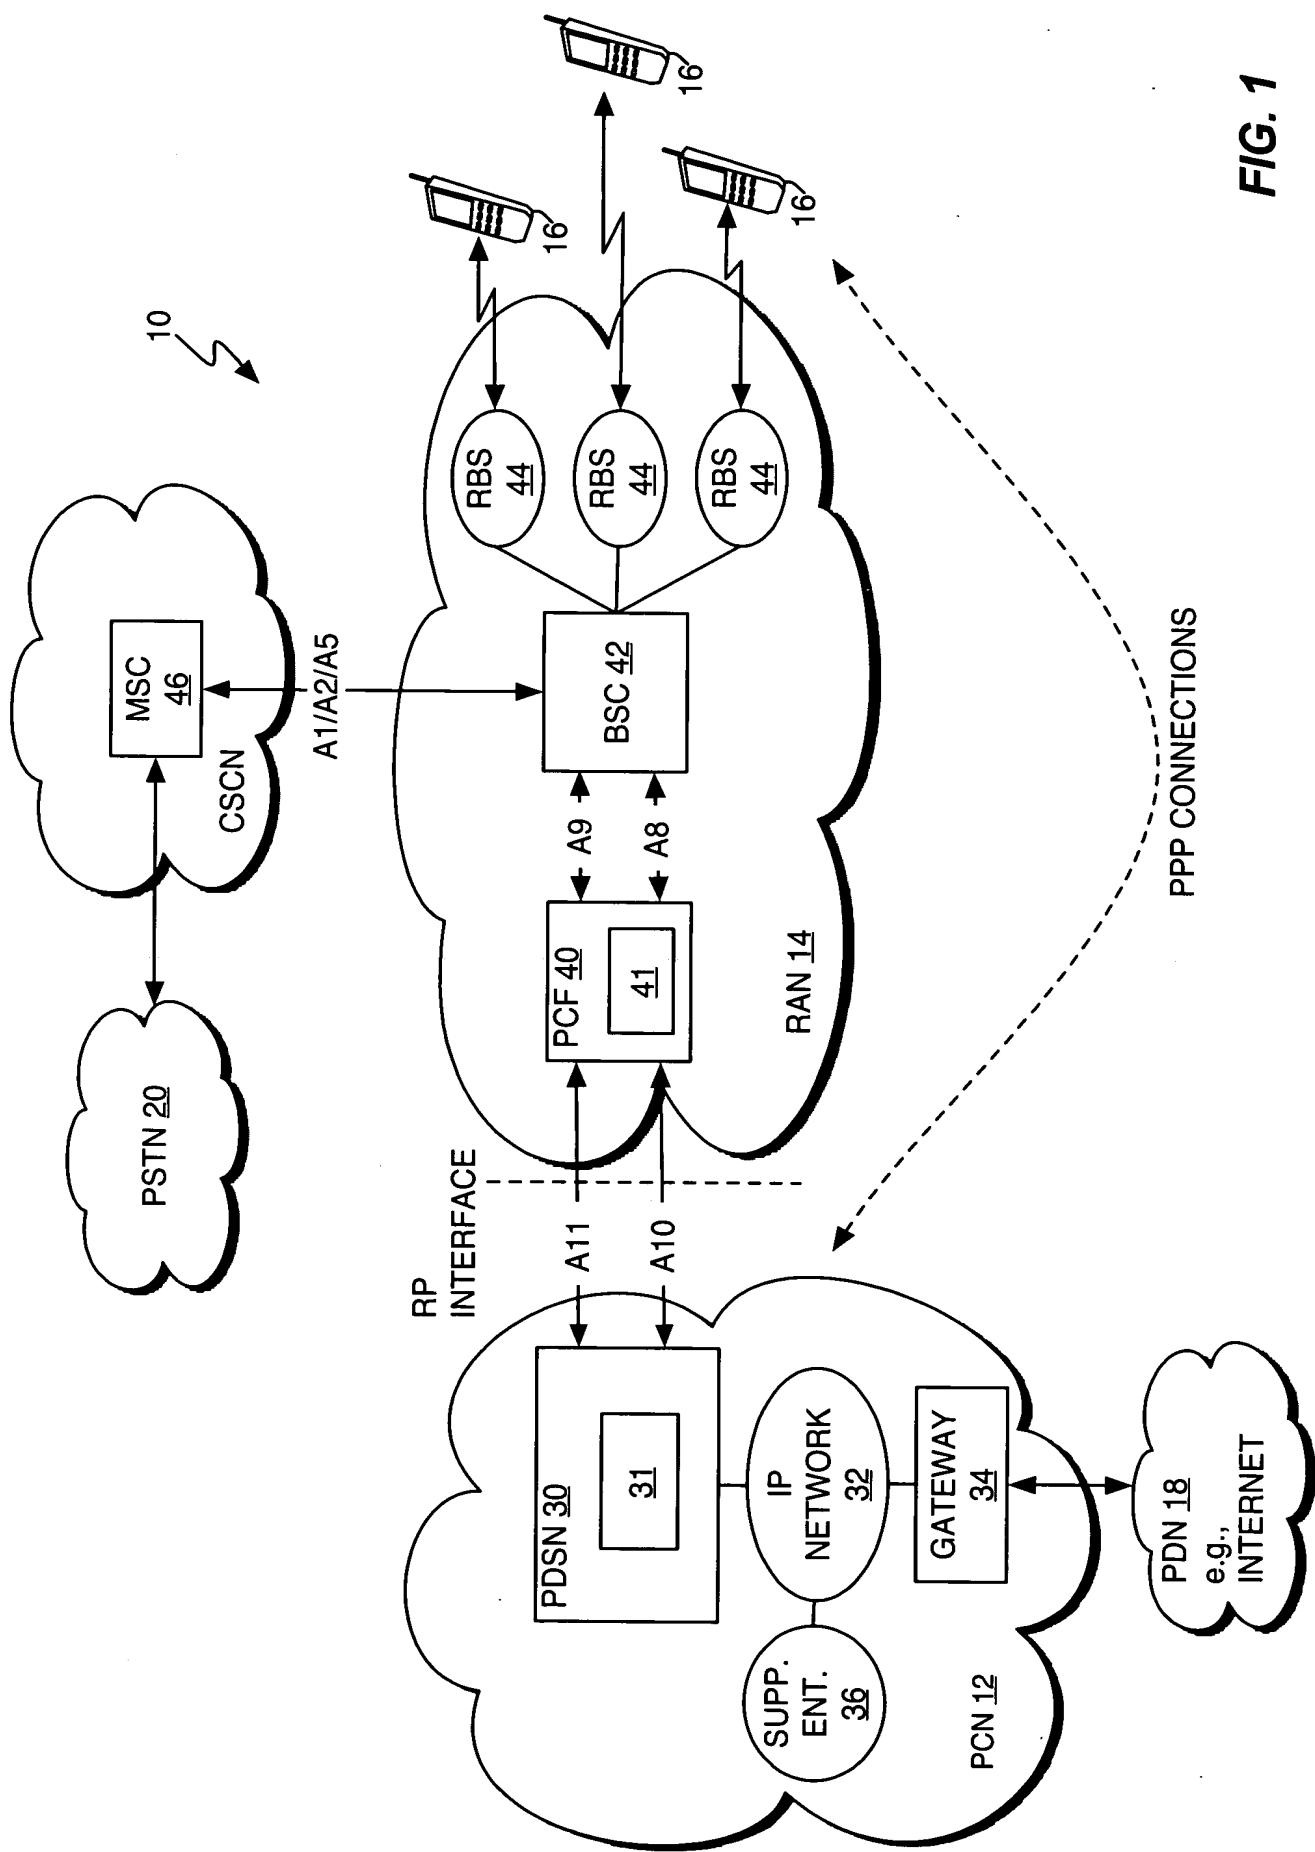 10
PSTN 20
MSC
46
CSCN
A1/A2/A5
RP
INTERFACE
PDSN 30
31
A11
A10
PCF 40
41
A9
A8
BSC 42
RBS
44
RBS
44
RBS
44
16
16
16
RAN 14
SUPP.
ENT.
36
IP
NETWORK
32
GATEWAY
34
PCN 12
PDN 18
e.g.,
INTERNET
PPP CONNECTIONS
FIG. 1